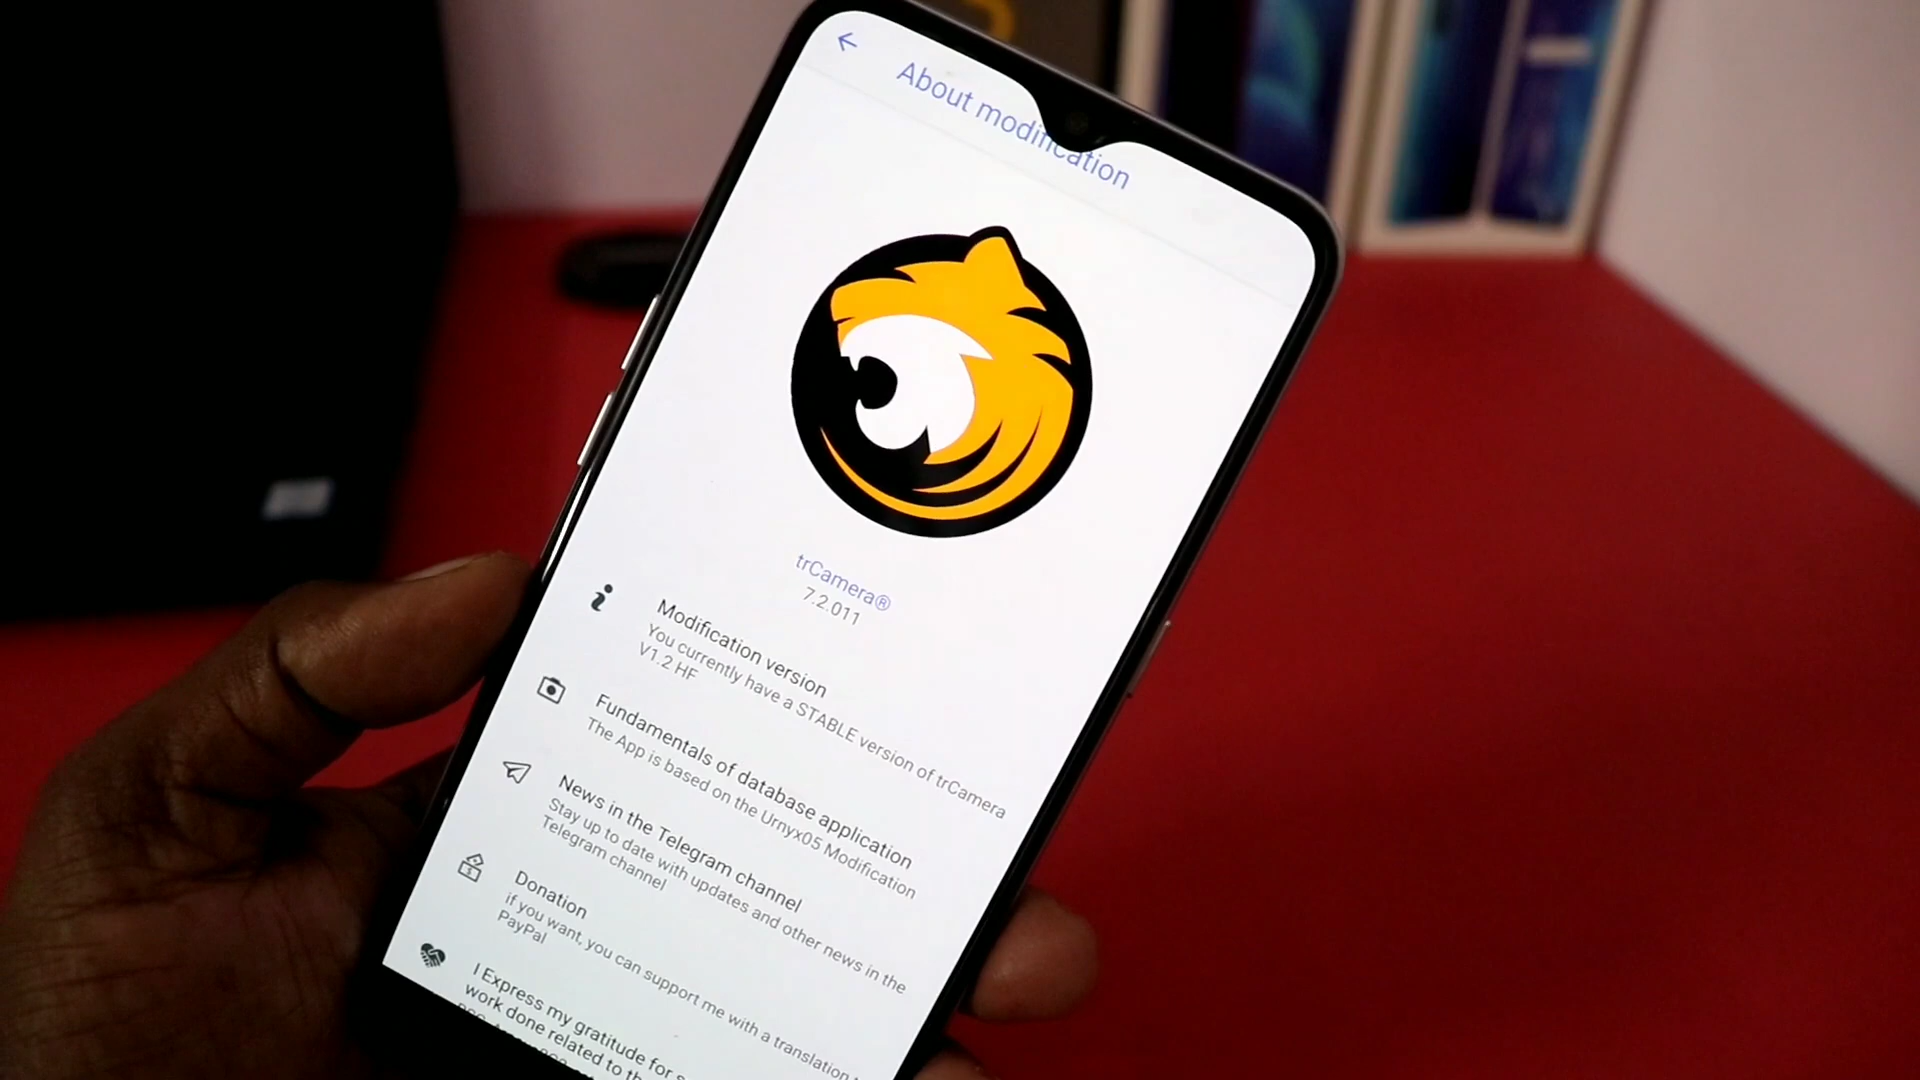 About modification
trCamera®
7.2.011
Modification version
You currently have a STABLE version of trCamera
V1.2 HF
Fundamentals of database application
The App is based on the Urnyx05 Modification
News in the Telegram channel
Stay up to date with updates and other news in the
Telegram channel
Donation
if you want, you can support me with a translation
PayPal
I Express my gratitude for
work done related to